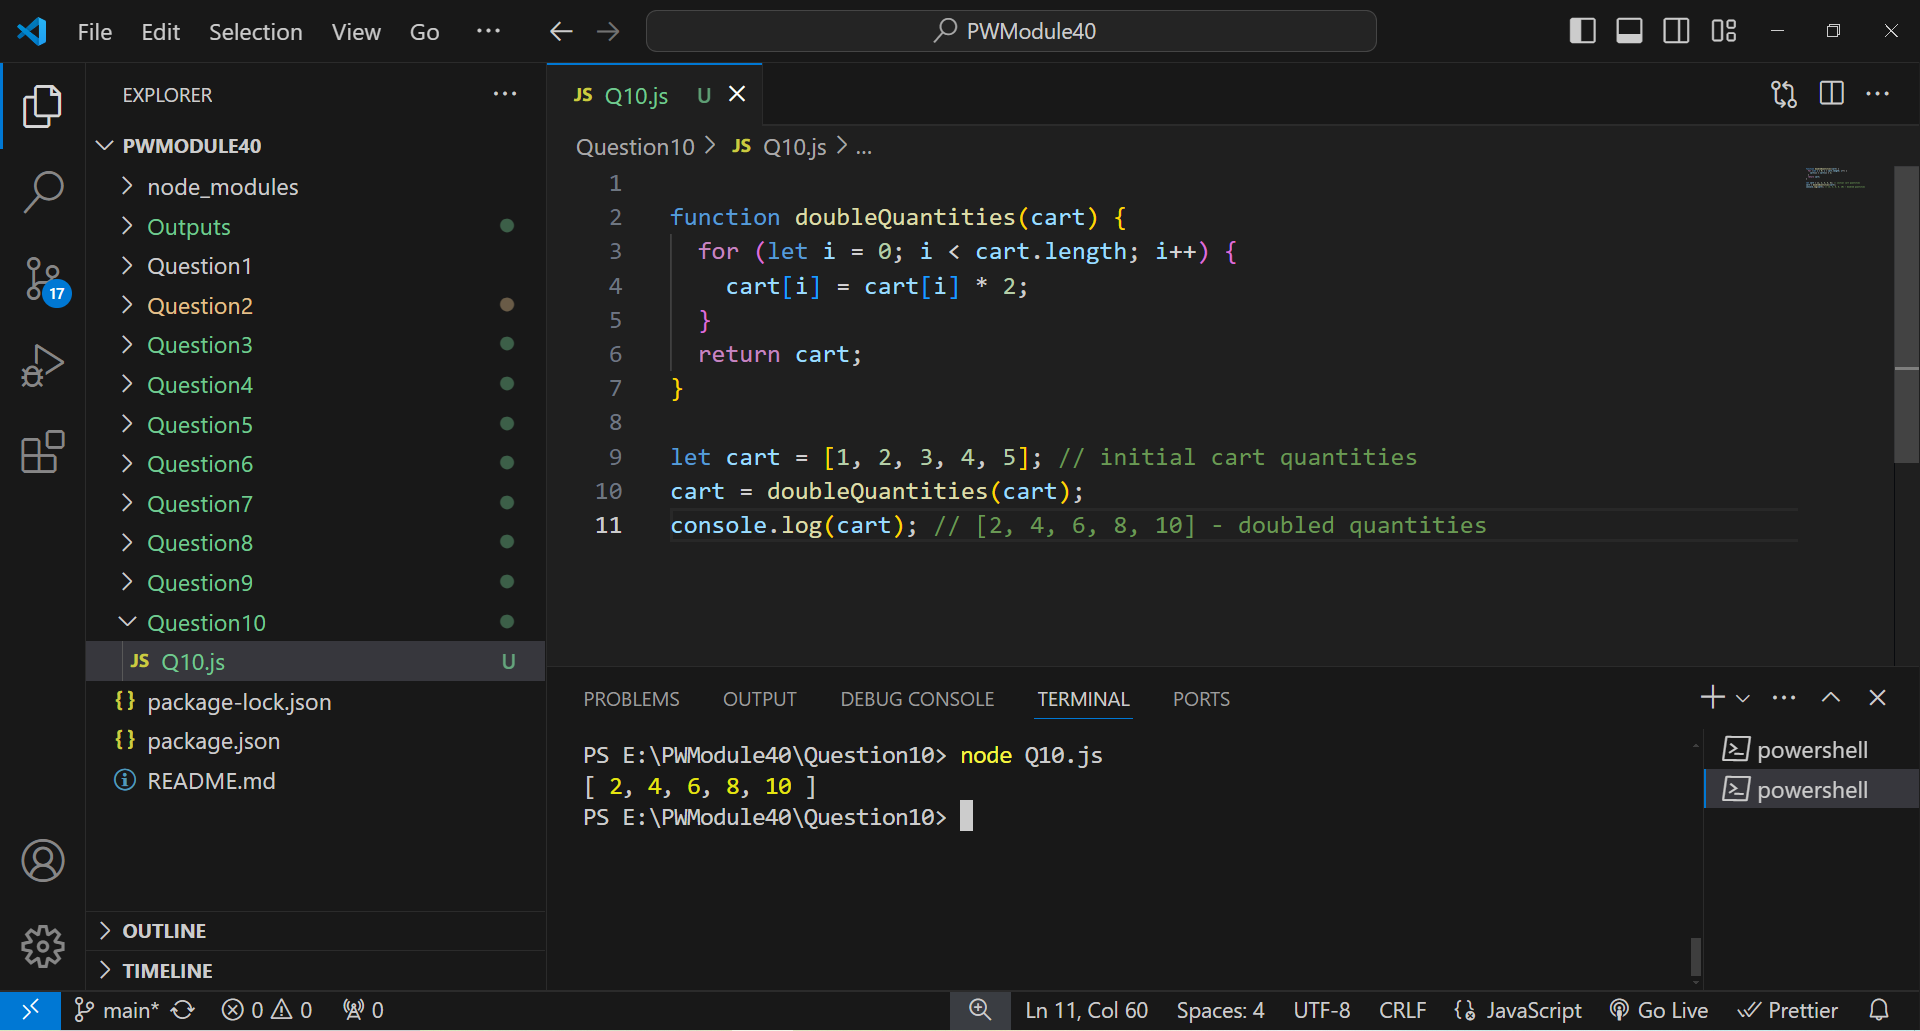 File Edit Selection View Go ··· PWModule40
EXPLORER ···
PWMODULE40
node_modules
Outputs
Question1
Question2
Question3
Question4
Question5
Question6
Question7
Question8
Question9
Question10
JS Q10.js U
{} package-lock.json
{} package.json
README.md
OUTLINE
TIMELINE
17
JS Q10.js U
Question10 > JS Q10.js > ...
1
2 function doubleQuantities(cart) {
3 for (let i = 0; i < cart.length; i++) {
4 cart[i] = cart[i] * 2;
5 }
6 return cart;
7 }
8
9 let cart = [1, 2, 3, 4, 5]; // initial cart quantities
10 cart = doubleQuantities(cart);
11 console.log(cart); // [2, 4, 6, 8, 10] - doubled quantities
PROBLEMS OUTPUT DEBUG CONSOLE TERMINAL PORTS
PS E:\PWModule40\Question10> node Q10.js
[ 2, 4, 6, 8, 10 ]
PS E:\PWModule40\Question10>
powershell
powershell
main* 0 0 0 Ln 11, Col 60 Spaces: 4 UTF-8 CRLF {} JavaScript Go Live Prettier